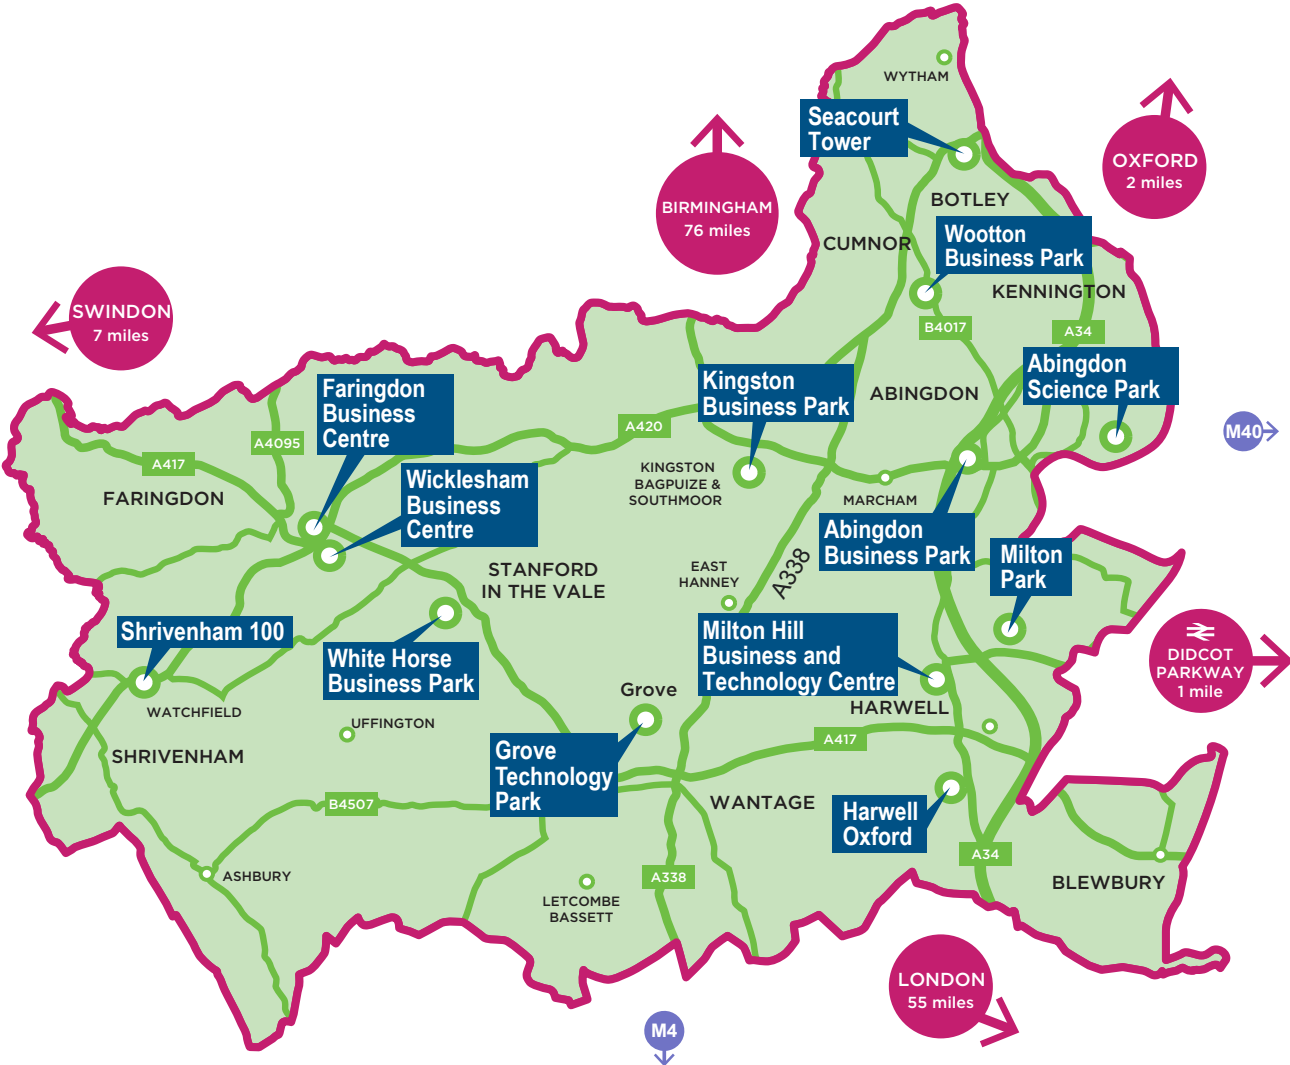 WYTHAM
Seacourt
Tower
OXFORD
2 miles
BIRMINGHAM
76 miles
BOTLEY
CUMNOR
Wootton
Business Park
KENNINGTON
SWINDON
7 miles
B4017
A34
Faringdon
Business
Centre
Kingston
Business Park
ABINGDON
Abingdon
Science Park
A4095
A420
M40
A417
FARINGDON
KINGSTON
BAGPUIZE &
SOUTHMOOR
MARCHAM
Wicklesham
Business
Centre
Abingdon
Business Park
Milton
Park
STANFORD
IN THE VALE
EAST
HANNEY
A338
Shrivenham 100
White Horse
Business Park
Milton Hill
Business and
Technology Centre
DIDCOT
PARKWAY
1 mile
WATCHFIELD
UFFINGTON
Grove
HARWELL
SHRIVENHAM
Grove
Technology
Park
A417
B4507
WANTAGE
Harwell
Oxford
A34
ASHBURY
A338
LETCOMBE
BASSETT
BLEWBURY
LONDON
55 miles
M4